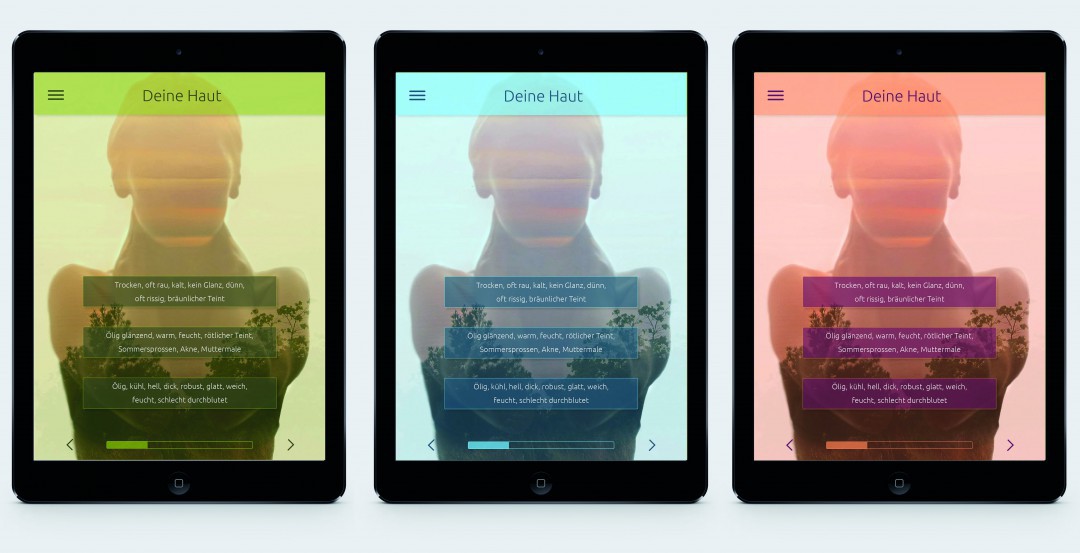 Deine Haut
Trocken, oft rau, kalt, kein Glanz, dünn,
oft rissig, bräunlicher Teint
Ölig glänzend, warm, feucht, rötlicher Teint,
Sommersprossen, Akne, Muttermale
Ölig, kühl, hell, dick, robust, glatt, weich,
feucht, schlecht durchblutet
Deine Haut
Trocken, oft rau, kalt, kein Glanz, dünn,
oft rissig, bräunlicher Teint
Ölig glänzend, warm, feucht, rötlicher Teint,
Sommersprossen, Akne, Muttermale
Ölig, kühl, hell, dick, robust, glatt, weich,
feucht, schlecht durchblutet
Deine Haut
Trocken, oft rau, kalt, kein Glanz, dünn,
oft rissig, bräunlicher Teint
Ölig glänzend, warm, feucht, rötlicher Teint,
Sommersprossen, Akne, Muttermale
Ölig, kühl, hell, dick, robust, glatt, weich,
feucht, schlecht durchblutet